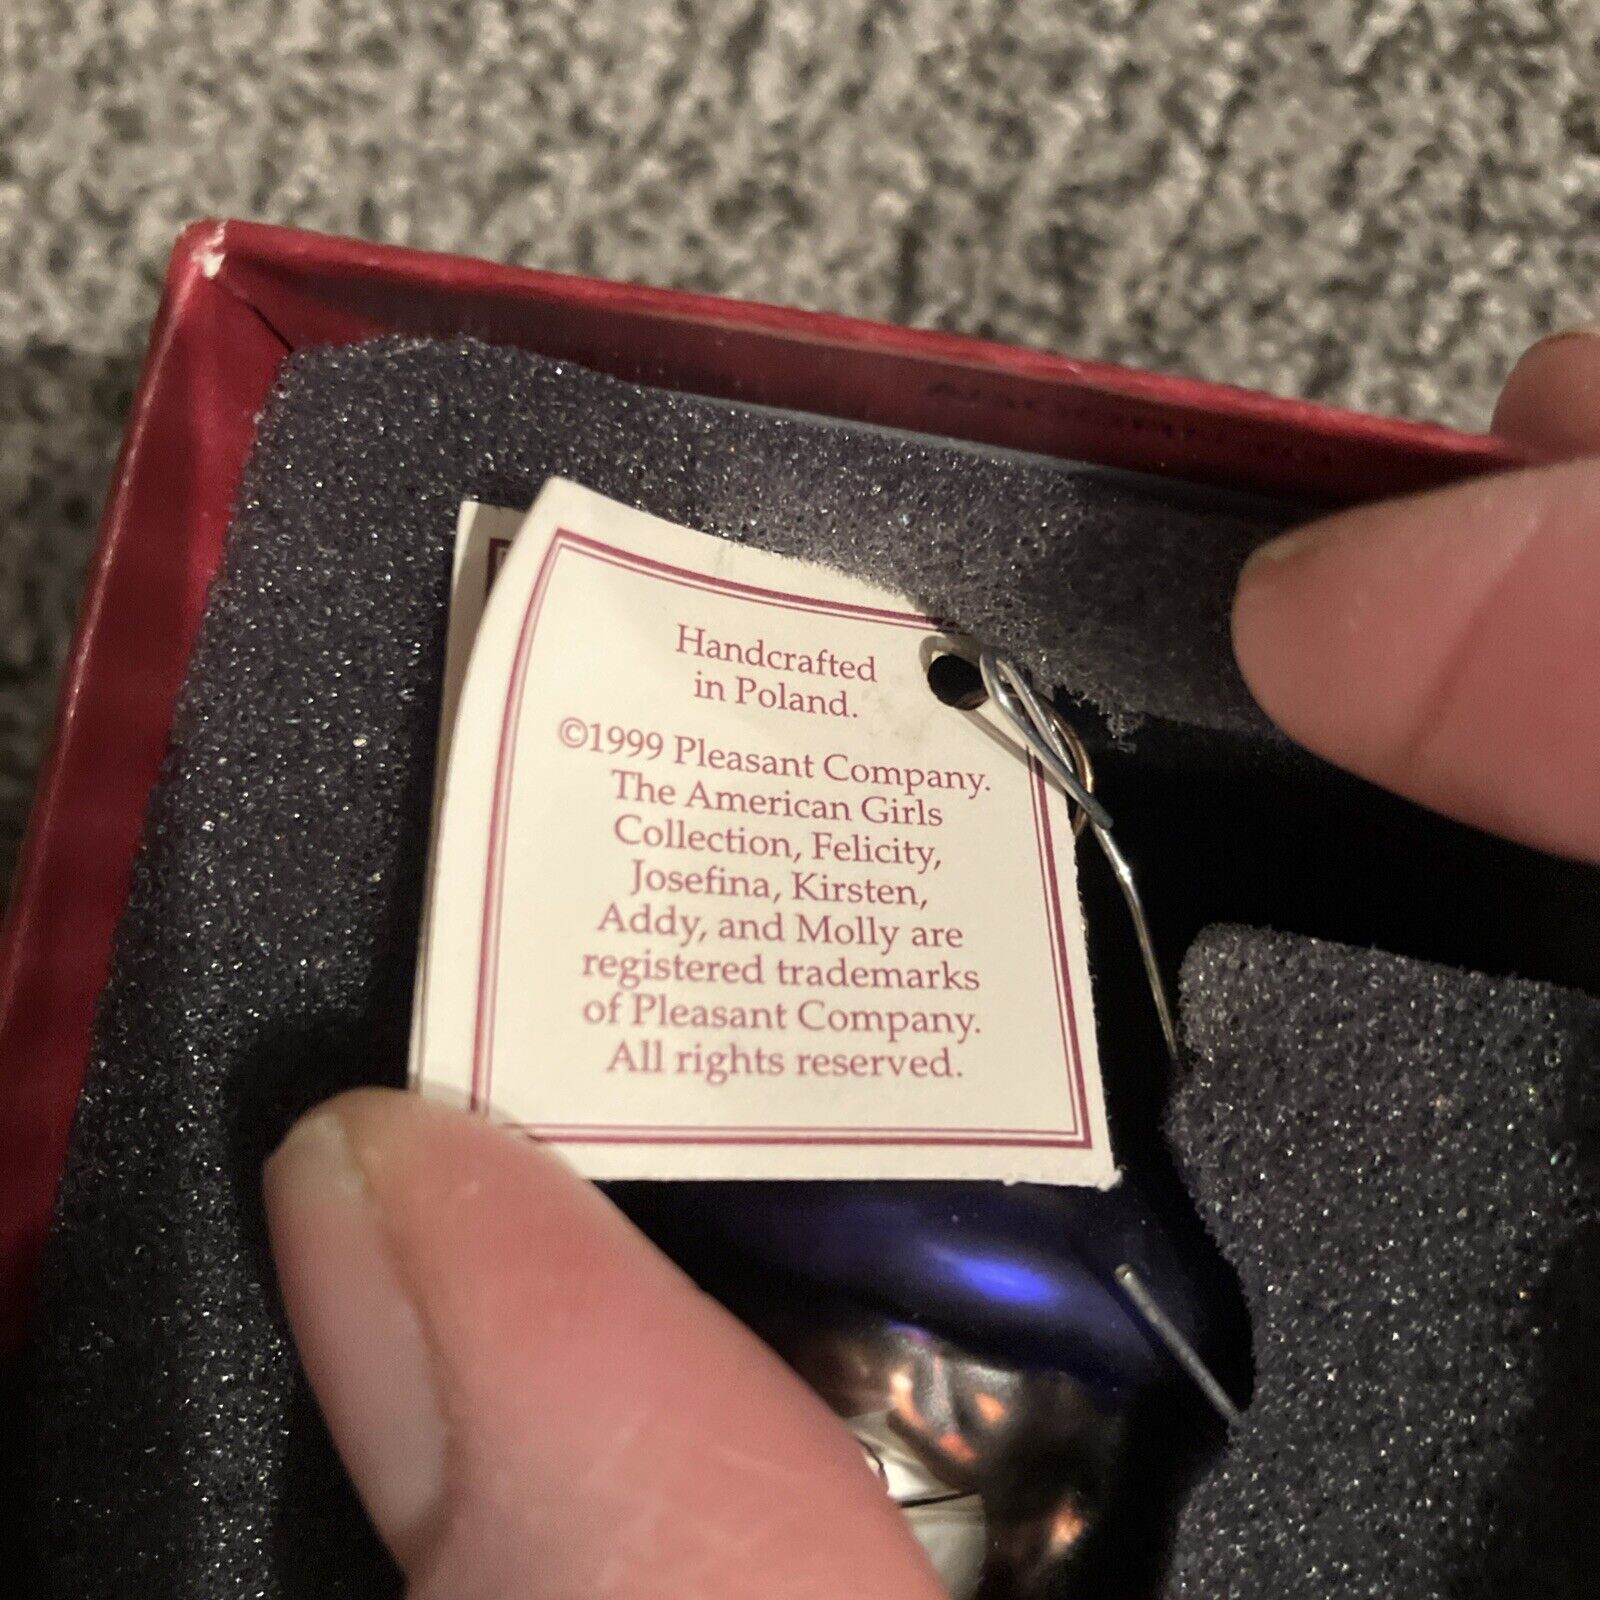 Handcrafted
in Poland.
©1999 Pleasant Company.
The American Girls
Collection, Felicity,
Josefina, Kirsten,
Addy, and Molly are
registered trademarks
of Pleasant Company.
All rights reserved.